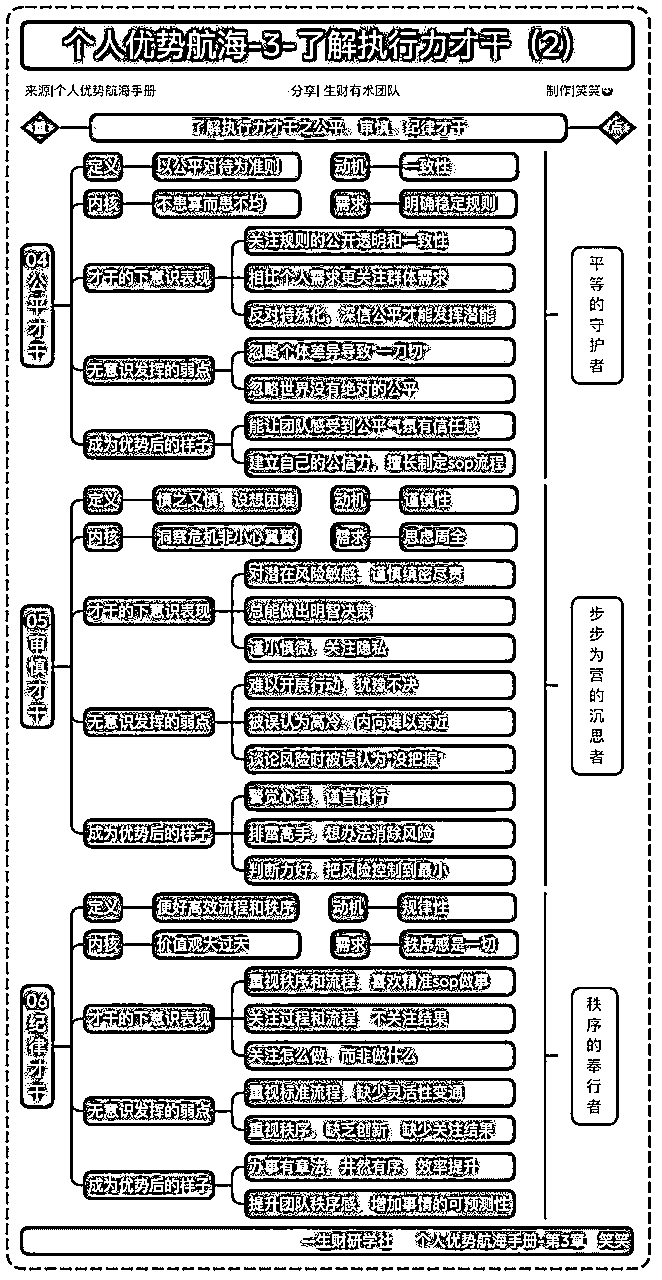 个人优势航海-3-了解执行力才干（2）
来源|个人优势航海手册 分享| 生财有术团队 制作|笑笑
了解执行力才干之公平、审慎、纪律才干
04公平才干
定义 以公平对待为准则 动机 一致性
内核 不患寡而患不均 需求 明确稳定规则
才干的下意识表现
关注规则的公开透明和一致性
相比个人需求更关注群体需求
反对特殊化，深信公平才能发挥潜能
无意识发挥的弱点
忽略个体差异导致“一刀切”
忽略世界没有绝对的公平
成为优势后的样子
能让团队感受到公平气氛有信任感
建立自己的公信力，擅长制定sop流程
平等的守护者
05审慎才干
定义 慎之又慎，设想困难 动机 谨慎性
内核 洞察危机非小心翼翼 需求 思虑周全
才干的下意识表现
对潜在风险敏感，谨慎缜密尽责
总能做出明智决策
谨小慎微，关注隐私
无意识发挥的弱点
难以开展行动，犹豫不决
被误认为高冷，内向难以亲近
谈论风险时被误认为“没把握”
成为优势后的样子
警觉心强，谨言慎行
排雷高手，想办法消除风险
判断力好，把风险控制到最小
步步为营的沉思者
06纪律才干
定义 便好高效流程和秩序 动机 规律性
内核 价值观大过天 需求 秩序感是一切
才干的下意识表现
重视秩序和流程，喜欢精准sop做事
关注过程和流程，不关注结果
关注怎么做，而非做什么
无意识发挥的弱点
重视标准流程，缺少灵活性变通
重视秩序，缺乏创新，缺少关注结果
成为优势后的样子
办事有章法，井然有序，效率提升
提升团队秩序感，增加事情的可预测性
秩序的奉行者
一生财研学社 个人优势航海手册-第3章 笑笑